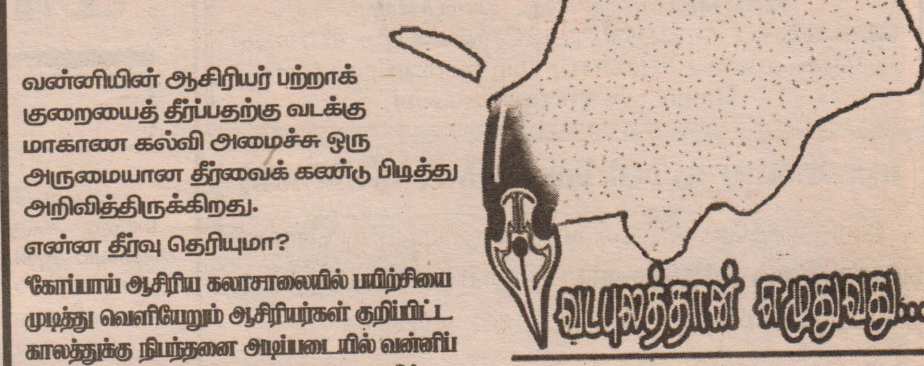 வன்னியின் ஆசிரியர் பற்றாக்
குறையைத் தீர்ப்பதற்கு வடக்கு
மாகாண கல்வி அமைச்சு ஒரு
அருமையான தீர்வைக் கண்டு பிடித்து
அறிவித்திருக்கிறது.
என்ன தீர்வு தெரியுமா?
'கோப்பாய் ஆசிரிய கலாசாலையில் பயிற்சியை
முடித்து வெளியேறும் ஆசிரியர்கள் குறிப்பிட்ட
காலத்துக்கு நிபந்தனை அடிப்படையில் வன்னிப்
வடபுலத்தான் எழுதுவது...